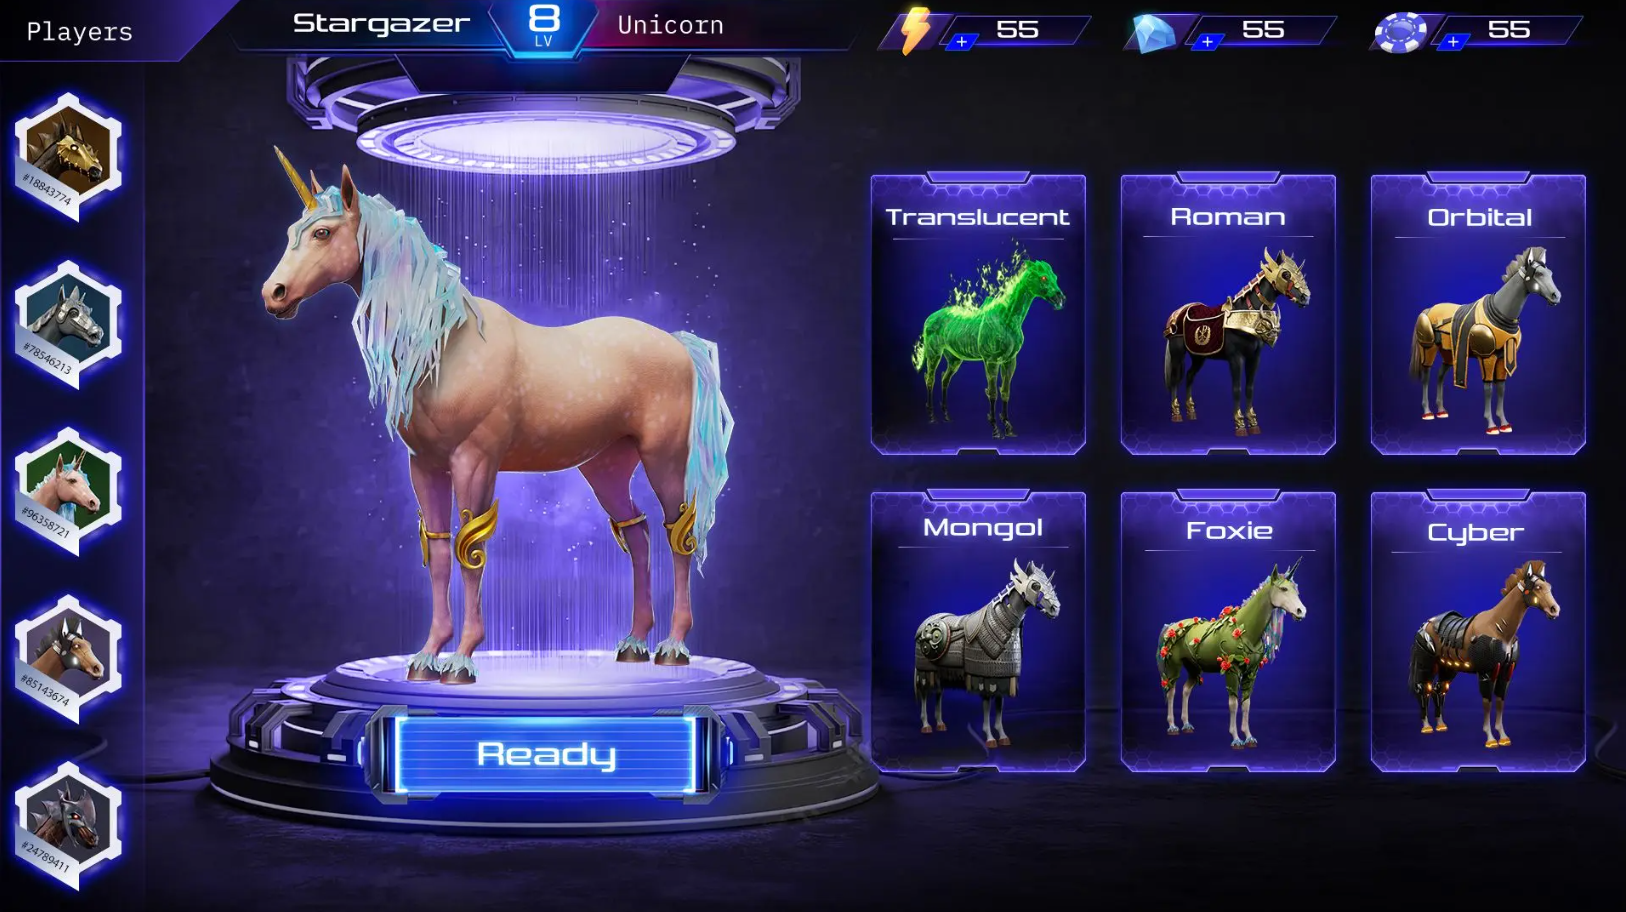 Players
Stargazer
8
LV
Unicorn
+
55
+
55
+
55
#18843774
#78546213
#96358721
#85143674
#24789411
Ready
Translucent
Roman
Orbital
Mongol
Foxie
Cyber